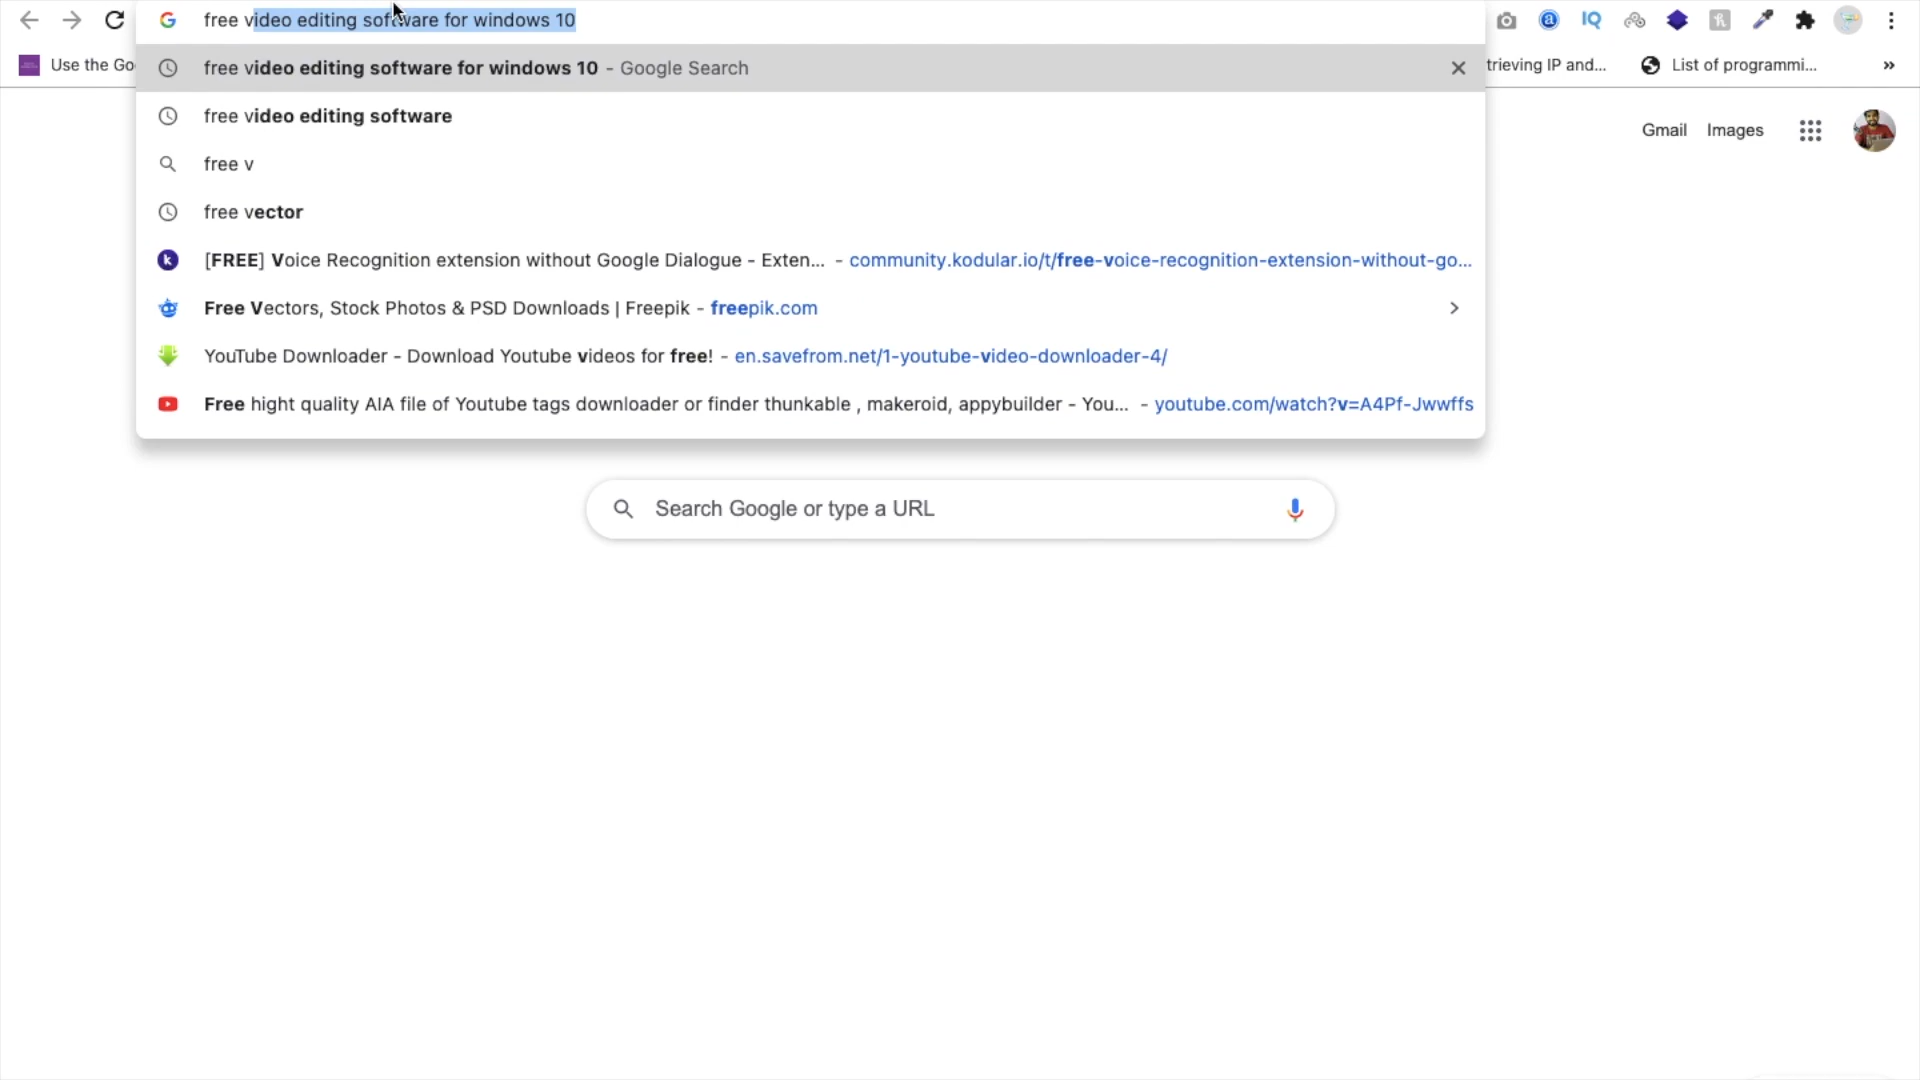 free video editing software for windows 10
free video editing software for windows 10 - Google Search
Use the Go
trieving IP and...
List of programmi...
»
free video editing software
Gmail
Images
free v
free vector
[FREE] Voice Recognition extension without Google Dialogue - Exten... - community.kodular.io/t/free-voice-recognition-extension-without-go...
Free Vectors, Stock Photos & PSD Downloads | Freepik - freepik.com
YouTube Downloader - Download Youtube videos for free! - en.savefrom.net/1-youtube-video-downloader-4/
Free hight quality AIA file of Youtube tags downloader or finder thunkable , makeroid, appybuilder - You... - youtube.com/watch?v=A4Pf-Jwwffs
Search Google or type a URL